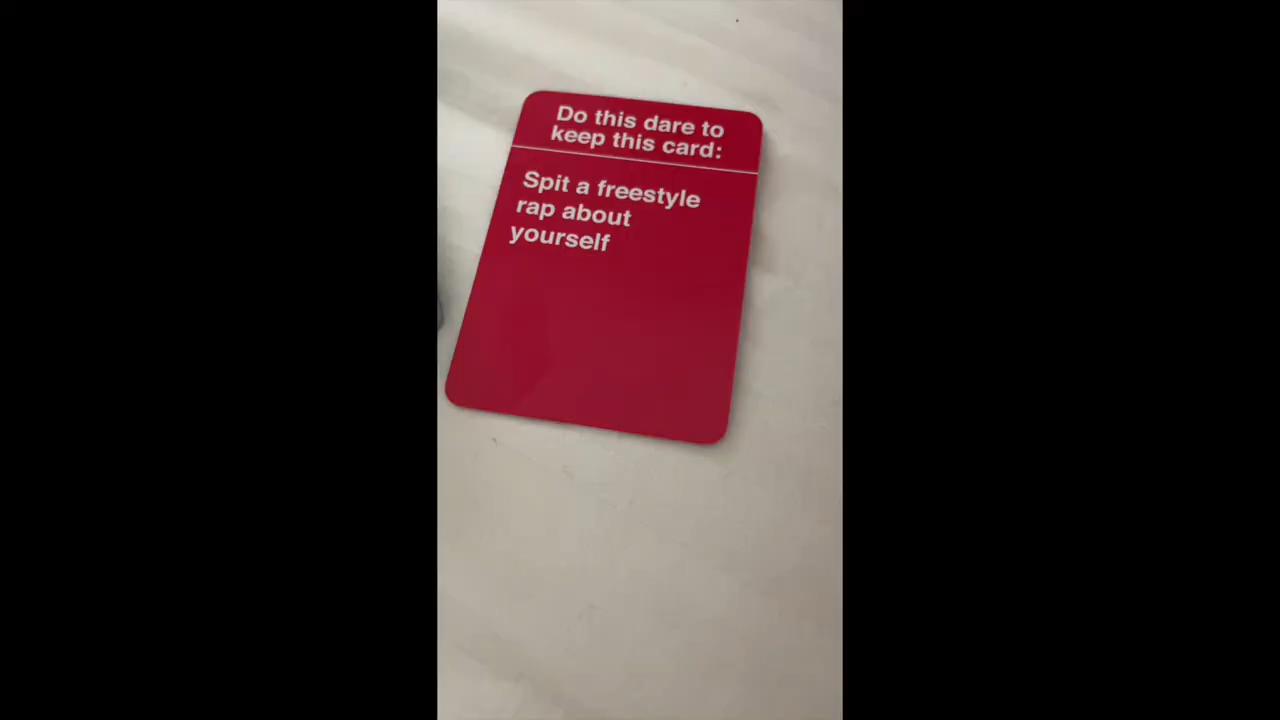 Do this dare to
keep this card:
Spit a freestyle
rap about
yourself